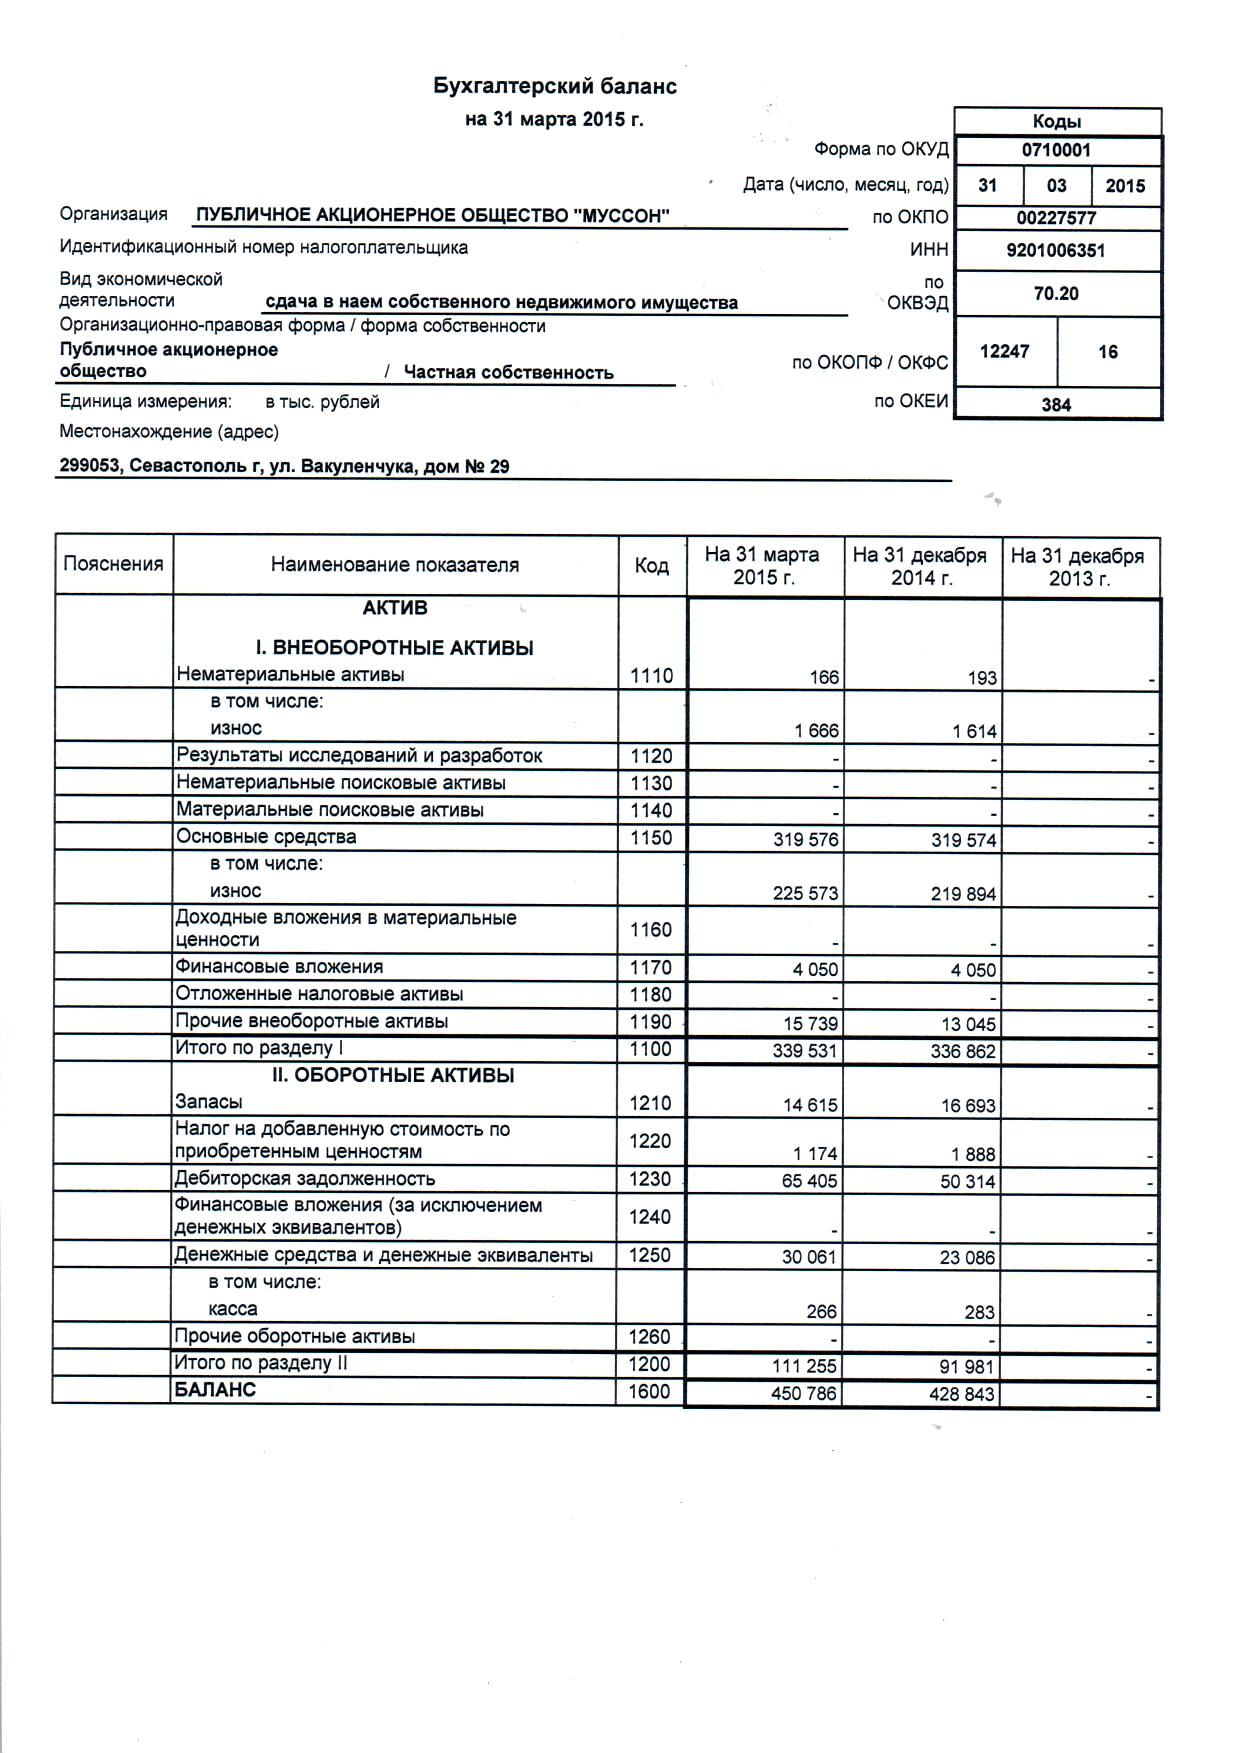 Бухгалтерский баланс
на 31 марта 2015 г.
Коды
Форма по ОКУД 0710001
Дата (число, месяц, год) 31 03 2015
Организация ПУБЛИЧНОЕ АКЦИОНЕРНОЕ ОБЩЕСТВО "МУССОН" по ОКПО 00227577
Идентификационный номер налогоплательщика ИНН 9201006351
Вид экономической
деятельности сдача в наем собственного недвижимого имущества
по
ОКВЭД 70.20
Организационно-правовая форма / форма собственности
Публичное акционерное
общество / Частная собственность по ОКОПФ / ОКФС 12247 16
Единица измерения: в тыс. рублей по ОКЕИ 384
Местонахождение (адрес)
299053, Севастополь г, ул. Вакуленчука, дом № 29
Пояснения Наименование показателя Код На 31 марта 2015 г. На 31 декабря 2014 г. На 31 декабря 2013 г.
АКТИВ
I. ВНЕОБОРОТНЫЕ АКТИВЫ
Нематериальные активы 1110 166 193 -
в том числе:
износ 1 666 1 614 -
Результаты исследований и разработок 1120 - - -
Нематериальные поисковые активы 1130 - - -
Материальные поисковые активы 1140 - - -
Основные средства 1150 319 576 319 574 -
в том числе:
износ 225 573 219 894 -
Доходные вложения в материальные
ценности 1160 - - -
Финансовые вложения 1170 4 050 4 050 -
Отложенные налоговые активы 1180 - - -
Прочие внеоборотные активы 1190 15 739 13 045 -
Итого по разделу I 1100 339 531 336 862 -
II. ОБОРОТНЫЕ АКТИВЫ
Запасы 1210 14 615 16 693 -
Налог на добавленную стоимость по
приобретенным ценностям 1220 1 174 1 888 -
Дебиторская задолженность 1230 65 405 50 314 -
Финансовые вложения (за исключением
денежных эквивалентов) 1240 - - -
Денежные средства и денежные эквиваленты 1250 30 061 23 086 -
в том числе:
касса 266 283 -
Прочие оборотные активы 1260 - - -
Итого по разделу II 1200 111 255 91 981 -
БАЛАНС 1600 450 786 428 843 -